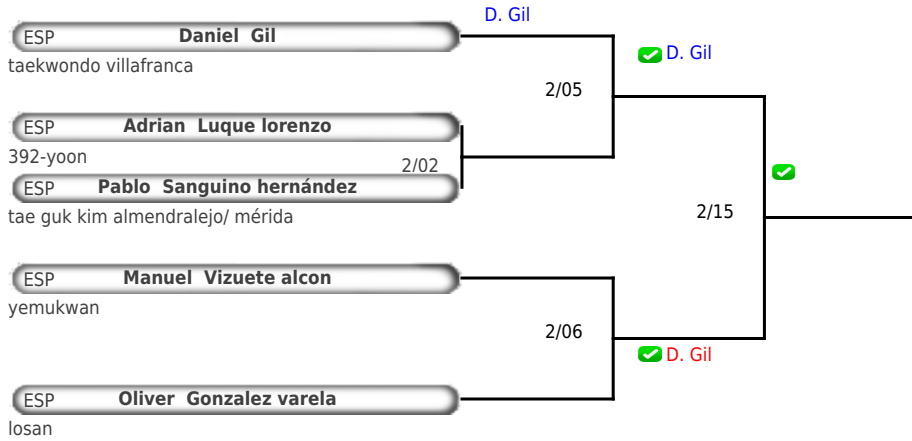 D. Gil
ESP Daniel Gil
taekwondo villafranca
D. Gil
2/05
ESP Adrian Luque lorenzo
392-yoon
2/02
ESP Pablo Sanguino hernández
tae guk kim almendralejo/ mérida
2/15
ESP Manuel Vizuete alcon
yemukwan
2/06
D. Gil
ESP Oliver Gonzalez varela
losan